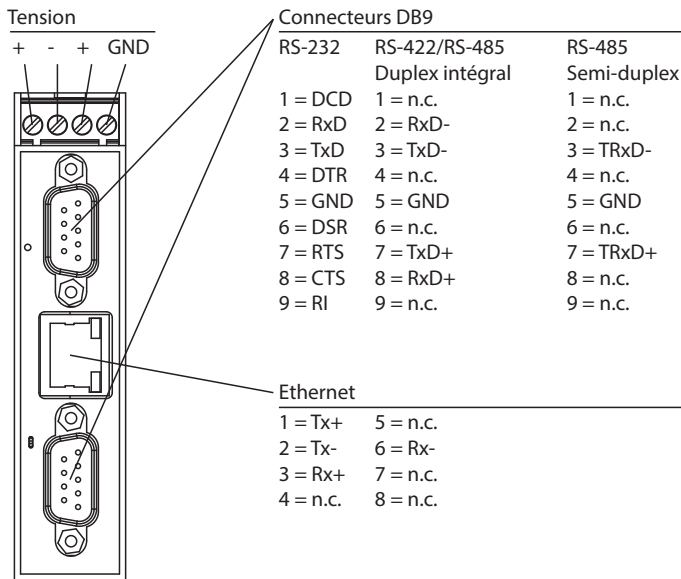 Tension
+ - + GND
Connecteurs DB9
RS-232 RS-422/RS-485 RS-485
Duplex intégral Semi-duplex
1 = DCD 1 = n.c. 1 = n.c.
2 = RxD 2 = RxD- 2 = n.c.
3 = TxD 3 = TxD- 3 = TRxD-
4 = DTR 4 = n.c. 4 = n.c.
5 = GND 5 = GND 5 = GND
6 = DSR 6 = n.c. 6 = n.c.
7 = RTS 7 = TxD+ 7 = TRxD+
8 = CTS 8 = RxD+ 8 = n.c.
9 = RI 9 = n.c. 9 = n.c.
Ethernet
1 = Tx+ 5 = n.c.
2 = Tx- 6 = Rx-
3 = Rx+ 7 = n.c.
4 = n.c. 8 = n.c.